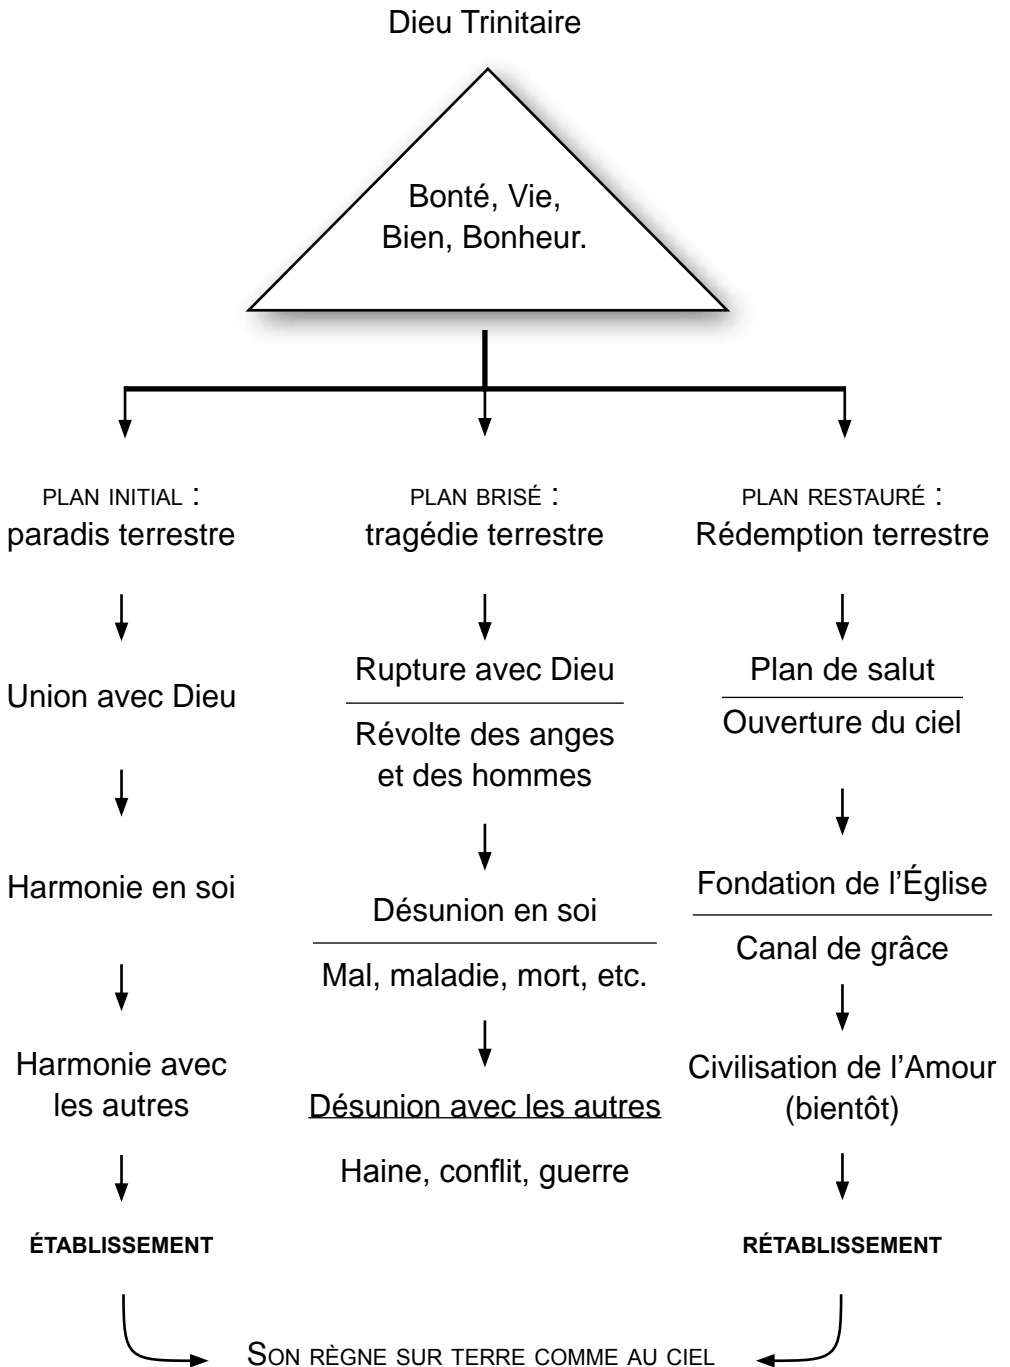 Dieu Trinitaire
Bonté, Vie,
Bien, Bonheur.
PLAN INITIAL :
paradis terrestre
Union avec Dieu
Harmonie en soi
Harmonie avec
les autres
ÉTABLISSEMENT
PLAN BRISÉ :
tragédie terrestre
Rupture avec Dieu
Révolte des anges
et des hommes
Désunion en soi
Mal, maladie, mort, etc.
Désunion avec les autres
Haine, conflit, guerre
PLAN RESTAURÉ :
Rédemption terrestre
Plan de salut
Ouverture du ciel
Fondation de l’Église
Canal de grâce
Civilisation de l’Amour
(bientôt)
RÉTABLISSEMENT
SON RÈGNE SUR TERRE COMME AU CIEL